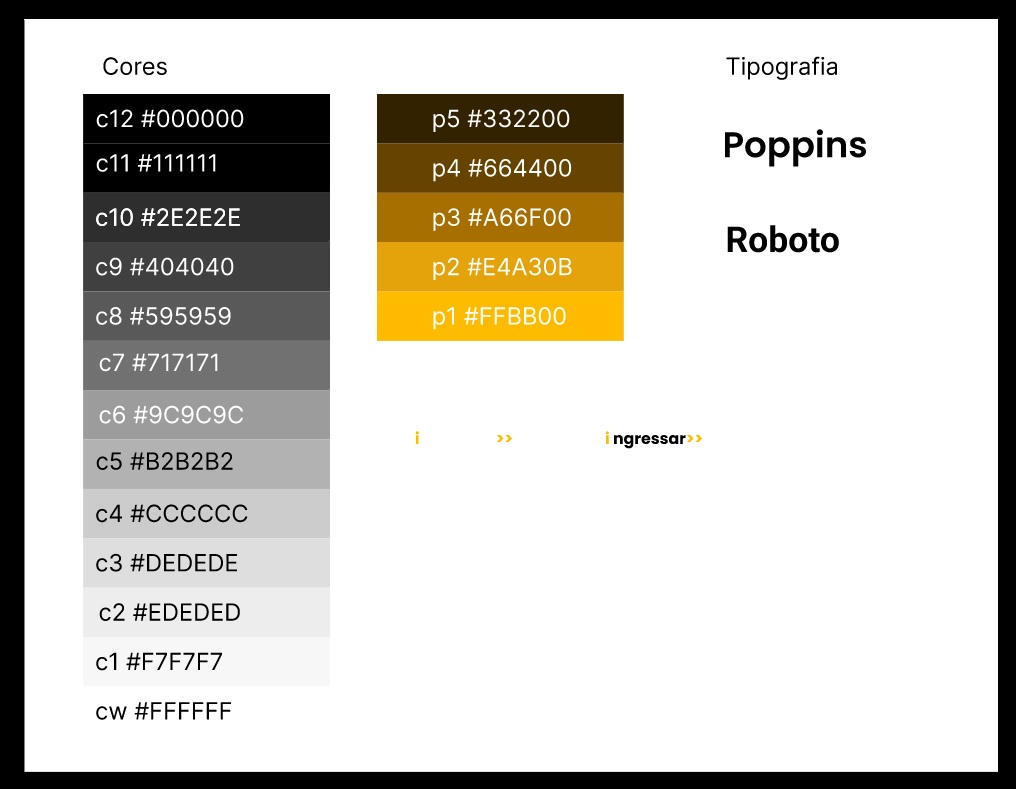 Cores
c12 #000000
c11 #111111
c10 #2E2E2E
c9 #404040
c8 #595959
c7 #717171
c6 #9C9C9C
c5 #B2B2B2
c4 #CCCCCC
c3 #DEDEDE
c2 #EDEDED
c1 #F7F7F7
cw #FFFFFF
p5 #332200
p4 #664400
p3 #A66F00
p2 #E4A30B
p1 #FFBB00
i >>
i ngressar>>
Tipografia
Poppins
Roboto